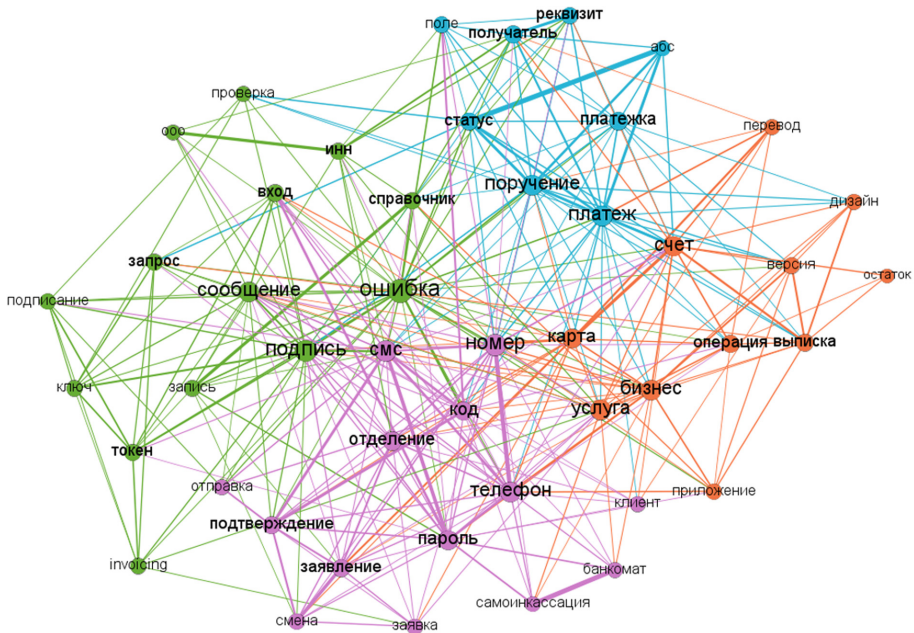 реквизит
поле
получатель
абс
проверка
статус
платежка
перевод
ооо
инн
поручение
вход
справочник
дизайн
платеж
счет
запрос
версия
остаток
сообщение
ошибка
подписание
карта
подпись
смс
номер
операция
выписка
ключ
запись
бизнес
код
услуга
отделение
токен
отправка
телефон
приложение
клиент
подтверждение
пароль
invoicing
заявление
банкомат
самоинкассация
смена
заявка